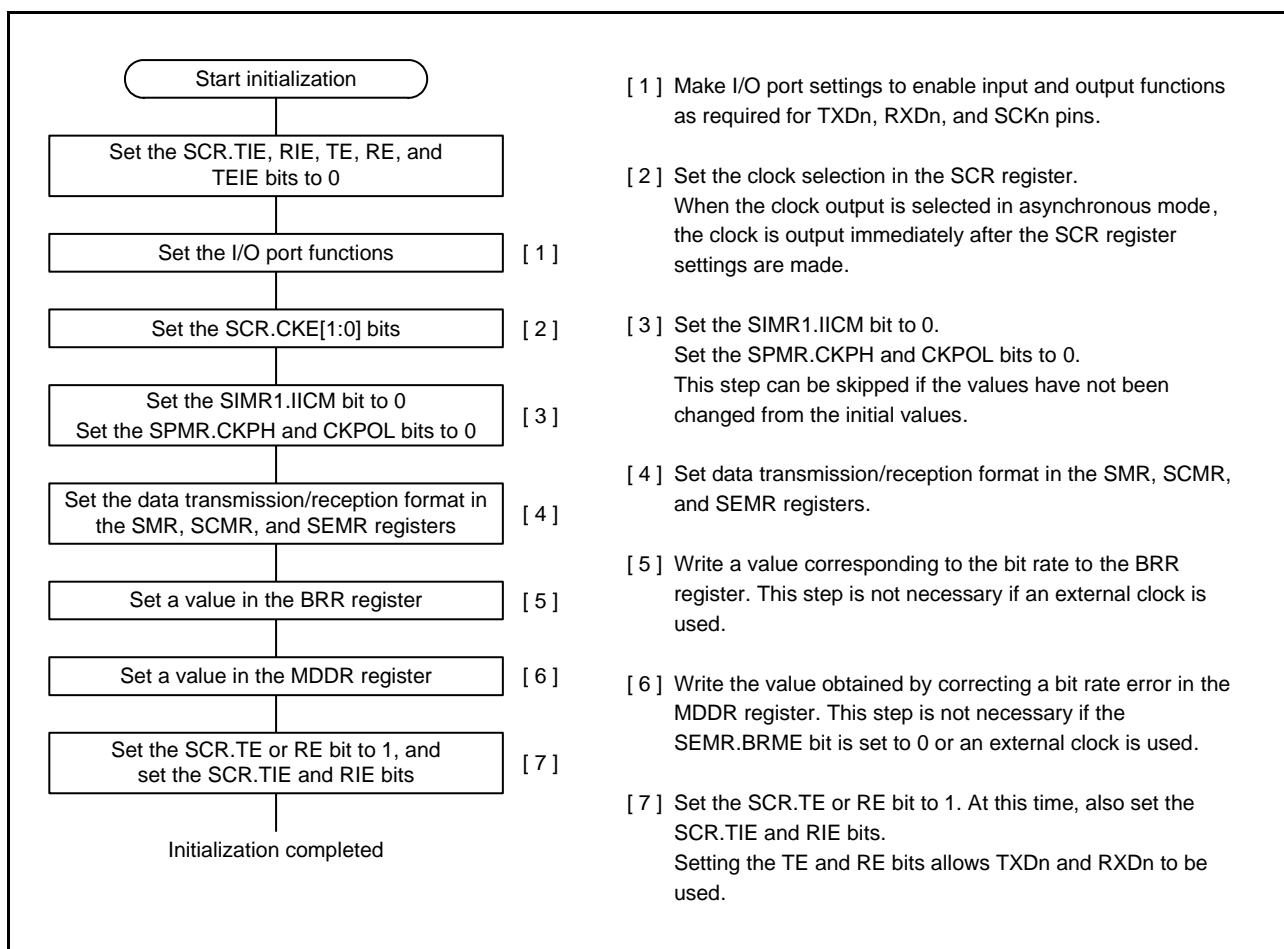 Start initialization
Set the SCR.TIE, RIE, TE, RE, and
TEIE bits to 0
Set the I/O port functions
[ 1 ]
Set the SCR.CKE[1:0] bits
[ 2 ]
Set the SIMR1.IICM bit to 0
Set the SPMR.CKPH and CKPOL bits to 0
[ 3 ]
Set the data transmission/reception format in
the SMR, SCMR, and SEMR registers
[ 4 ]
Set a value in the BRR register
[ 5 ]
Set a value in the MDDR register
[ 6 ]
Set the SCR.TE or RE bit to 1, and
set the SCR.TIE and RIE bits
[ 7 ]
Initialization completed
[ 1 ] Make I/O port settings to enable input and output functions
as required for TXDn, RXDn, and SCKn pins.
[ 2 ] Set the clock selection in the SCR register.
When the clock output is selected in asynchronous mode,
the clock is output immediately after the SCR register
settings are made.
[ 3 ] Set the SIMR1.IICM bit to 0.
Set the SPMR.CKPH and CKPOL bits to 0.
This step can be skipped if the values have not been
changed from the initial values.
[ 4 ] Set data transmission/reception format in the SMR, SCMR,
and SEMR registers.
[ 5 ] Write a value corresponding to the bit rate to the BRR
register. This step is not necessary if an external clock is
used.
[ 6 ] Write the value obtained by correcting a bit rate error in the
MDDR register. This step is not necessary if the
SEMR.BRME bit is set to 0 or an external clock is used.
[ 7 ] Set the SCR.TE or RE bit to 1. At this time, also set the
SCR.TIE and RIE bits.
Setting the TE and RE bits allows TXDn and RXDn to be
used.